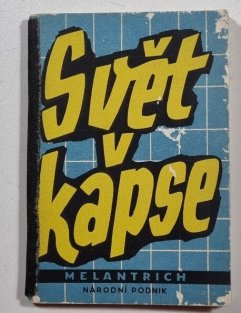 Svět
v
kapse
MELANTRICH
NÁRODNÍ PODNIK